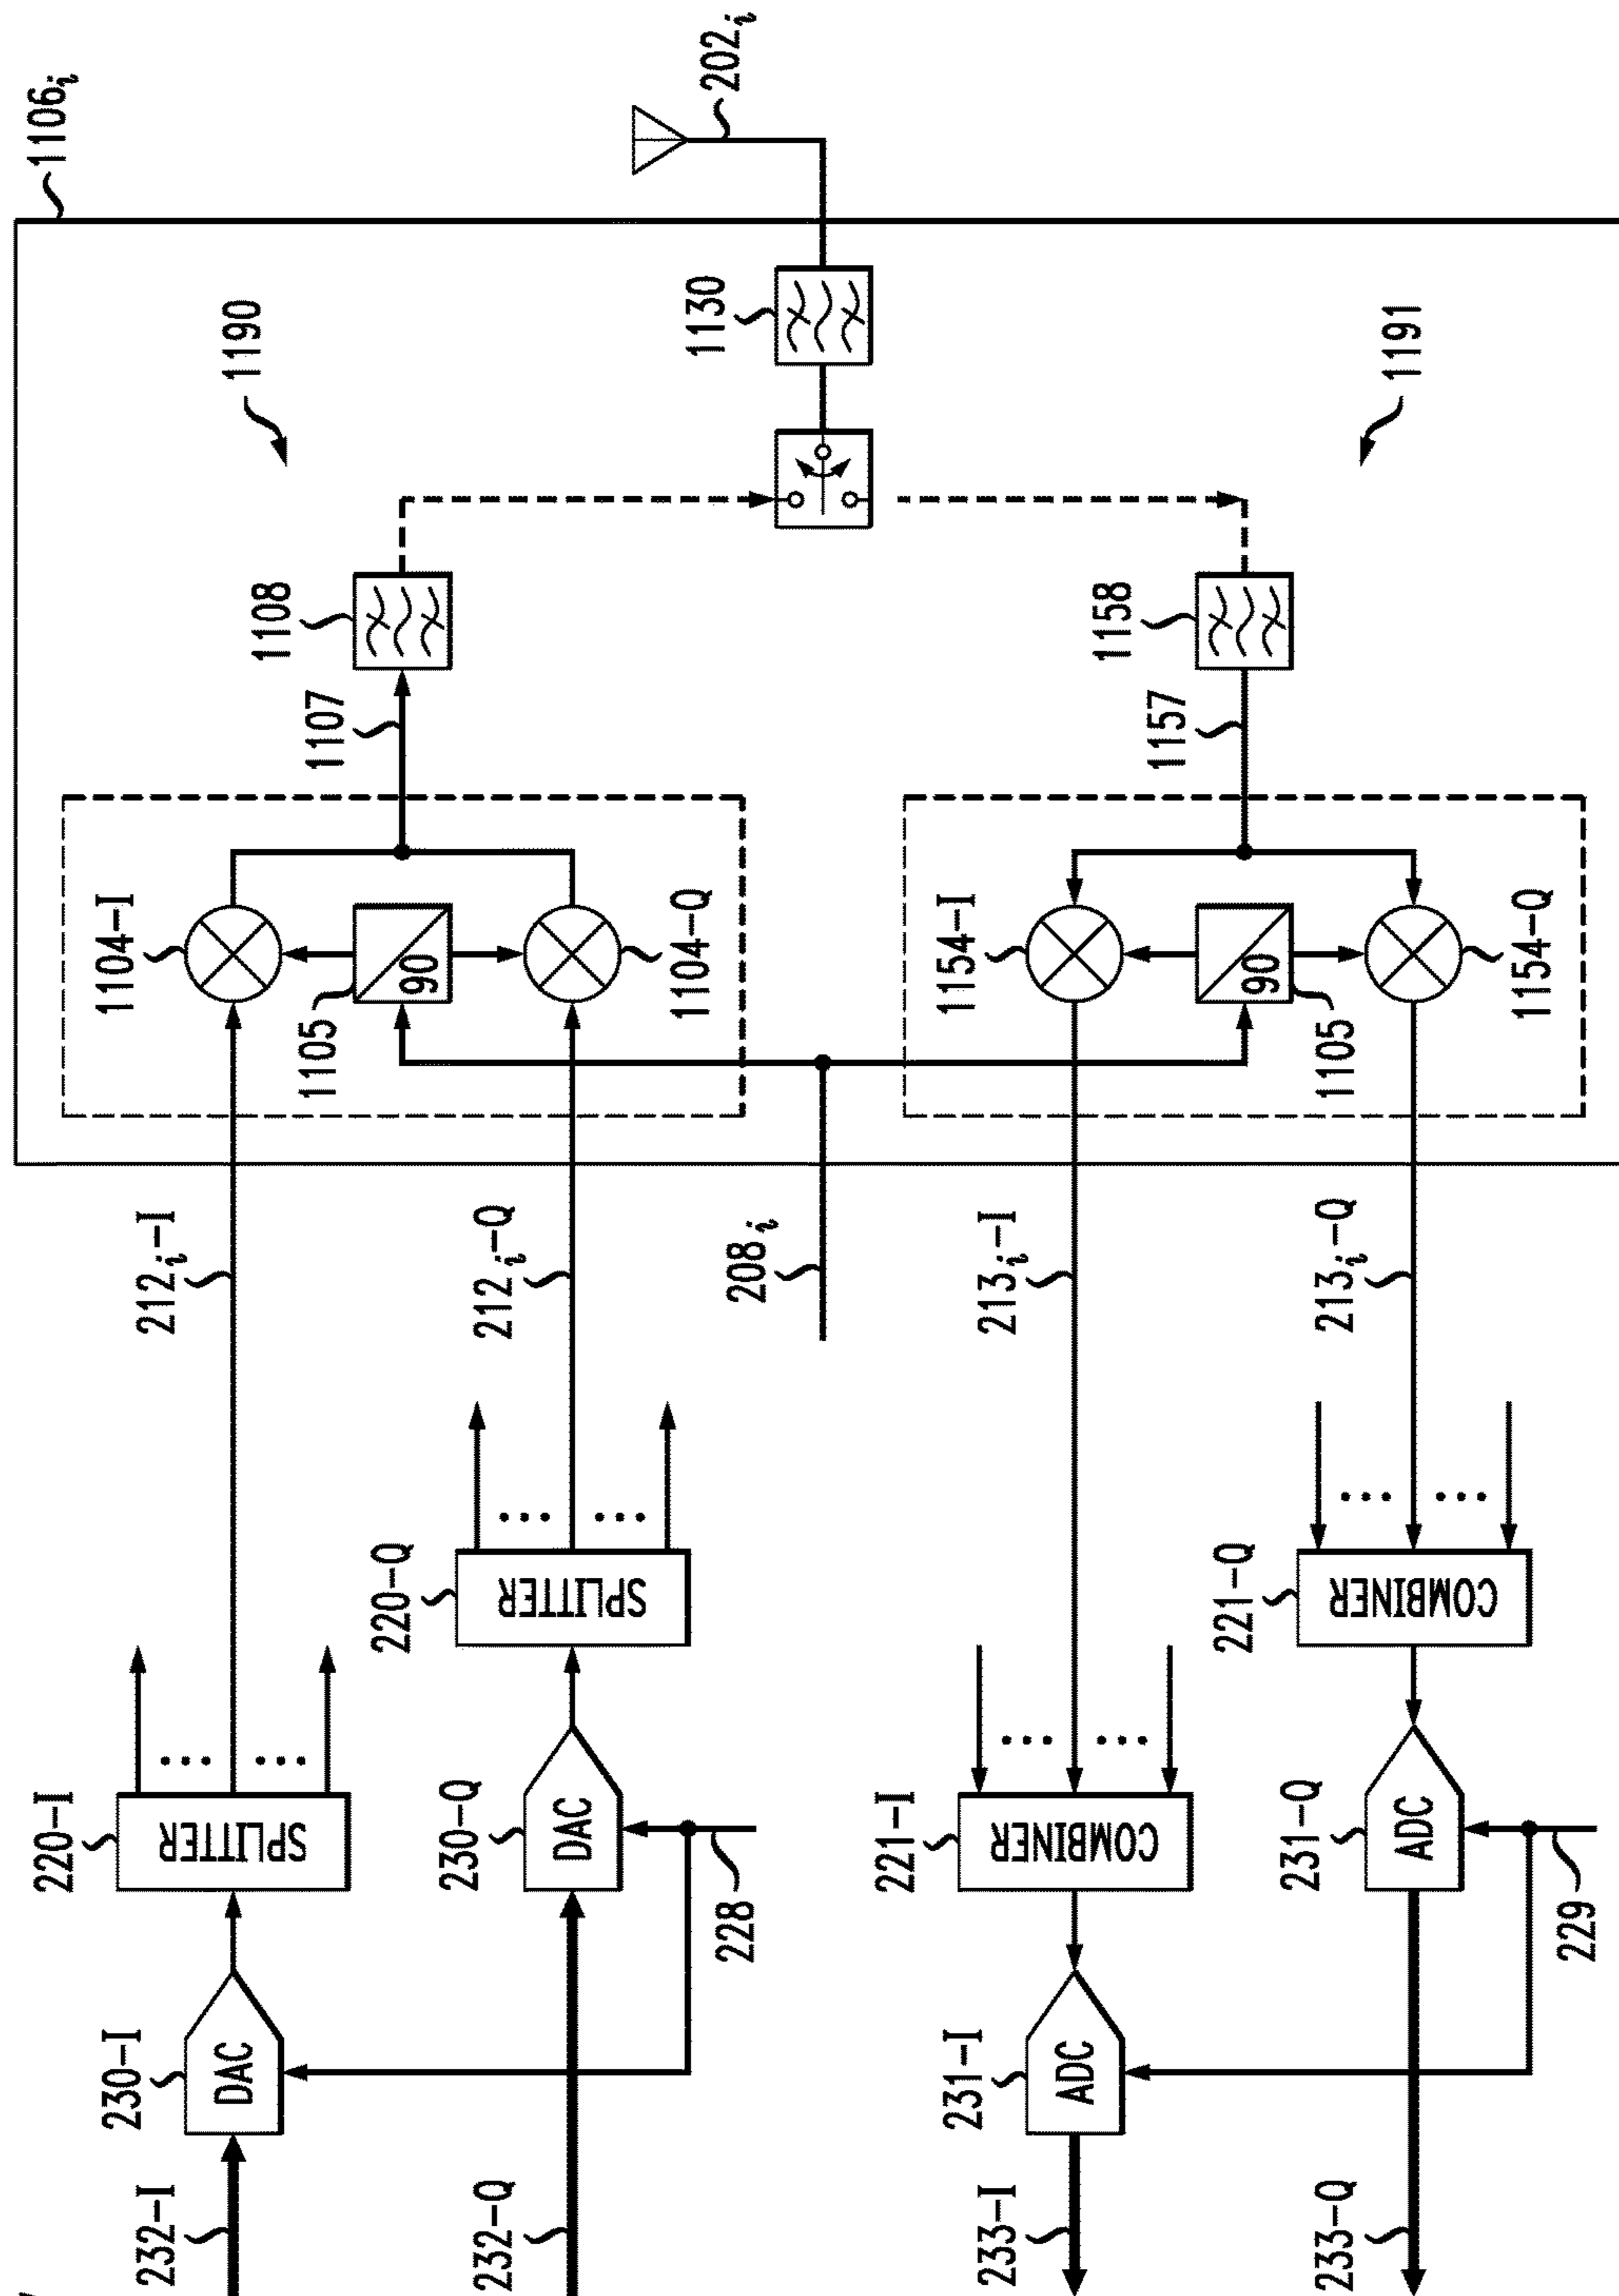 1106i
202i
1190
1130
1191
1108
1107
1158
1157
1104-I
1105
90
1104-Q
1154-I
90
1105
1154-Q
212i-I
212i-Q
208i
213i-I
213i-Q
220-I
SPLITTER
220-Q
SPLITTER
221-I
COMBINER
221-Q
COMBINER
230-I
DAC
230-Q
DAC
228
231-I
ADC
231-Q
ADC
229
232-I
232-Q
233-I
233-Q